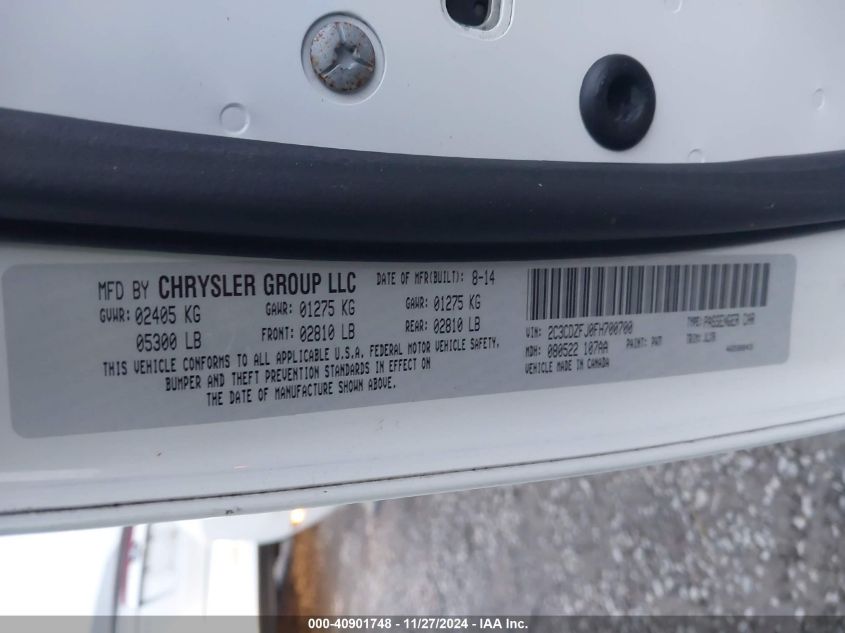 MFD BY CHRYSLER GROUP LLC DATE OF MFR(BUILT): 8-14
GVWR: 02405 KG GAWR: 01275 KG GAWR: 01275 KG
05300 LB FRONT: 02810 LB REAR: 02810 LB
THIS VEHICLE CONFORMS TO ALL APPLICABLE U.S.A. FEDERAL MOTOR VEHICLE SAFETY,
BUMPER AND THEFT PREVENTION STANDARDS IN EFFECT ON
THE DATE OF MANUFACTURE SHOWN ABOVE.
VIN: 2C3CDZFJ0FH700700 TYPE: PASSENGER CAR
MDH: 080522 107AA PAINT: PW7 TRIM:
VEHICLE MADE IN CANADA
000-40901748 - 11/27/2024 - IAA Inc.